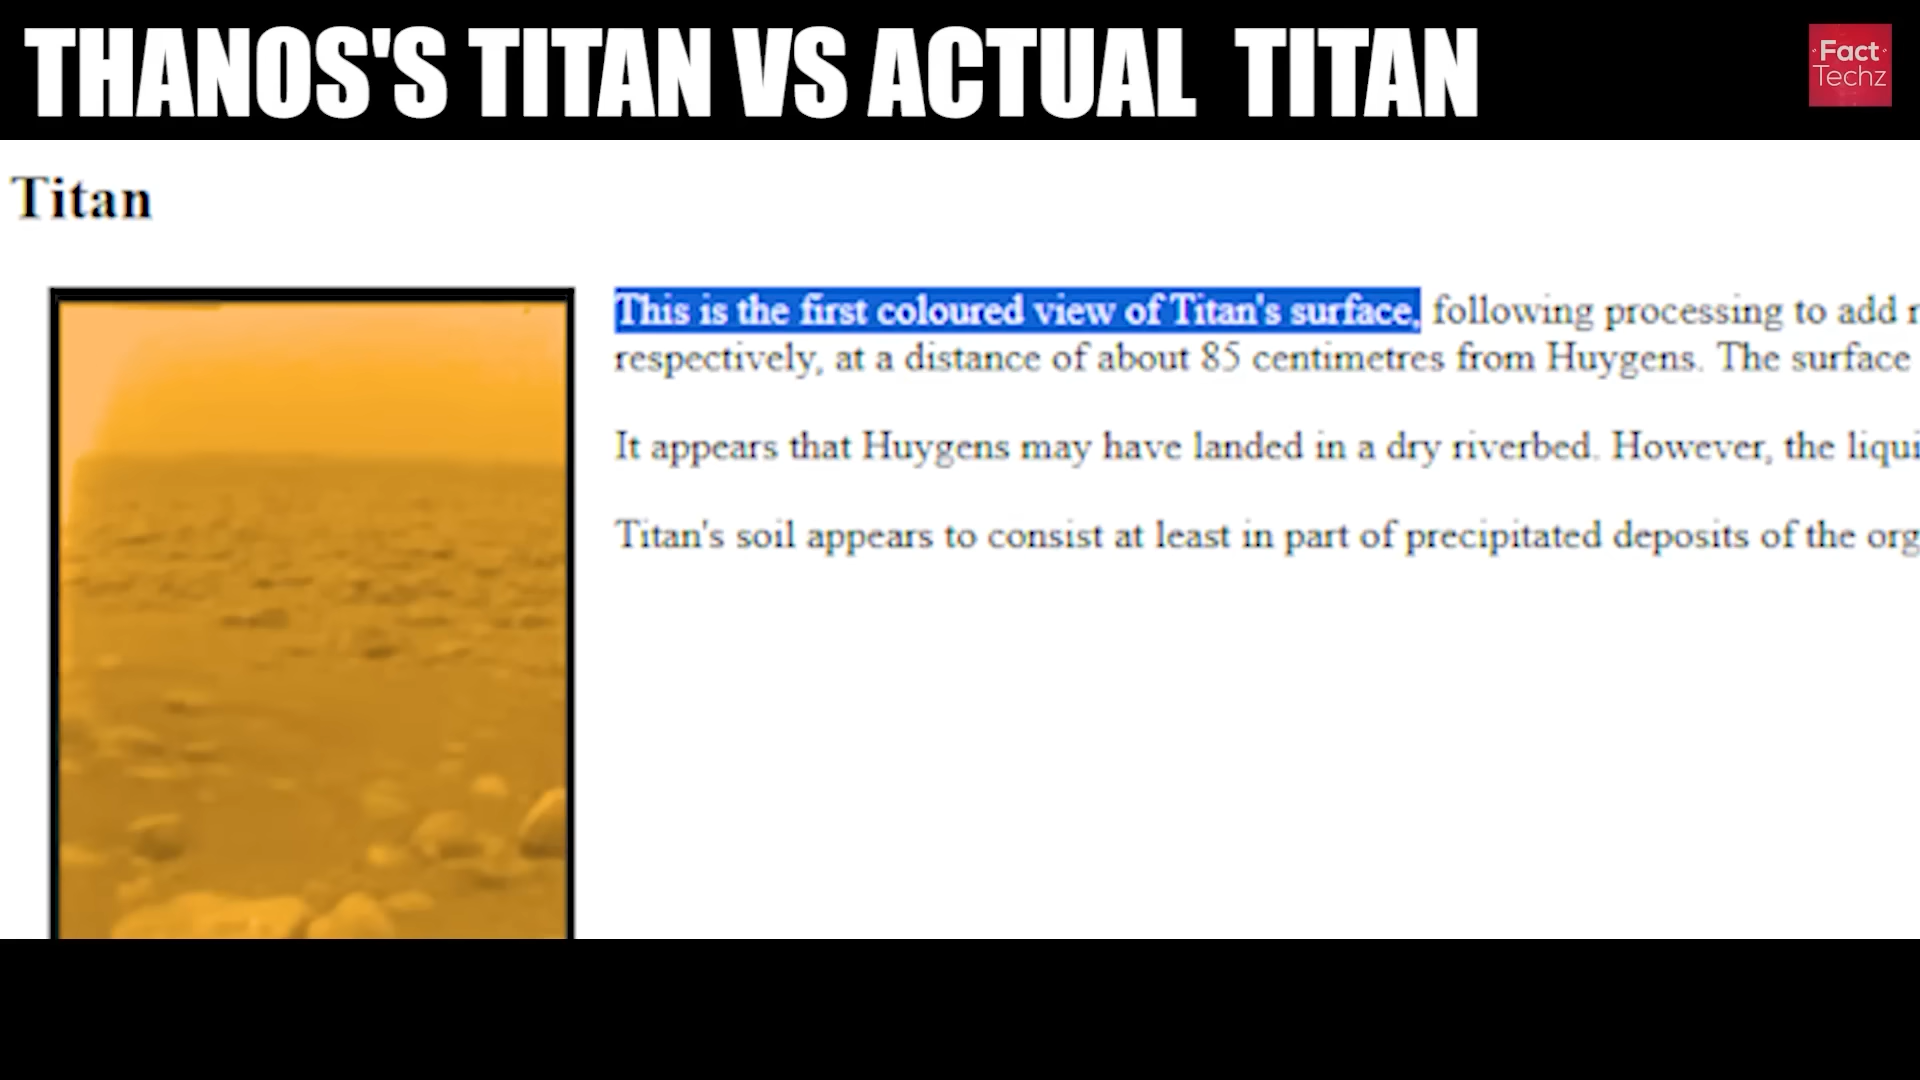 THANOS'S TITAN VS ACTUAL TITAN
Fact
Techz
Titan
This is the first coloured view of Titan's surface, following processing to add r
respectively, at a distance of about 85 centimetres from Huygens. The surface
It appears that Huygens may have landed in a dry riverbed. However, the liqui
Titan's soil appears to consist at least in part of precipitated deposits of the org